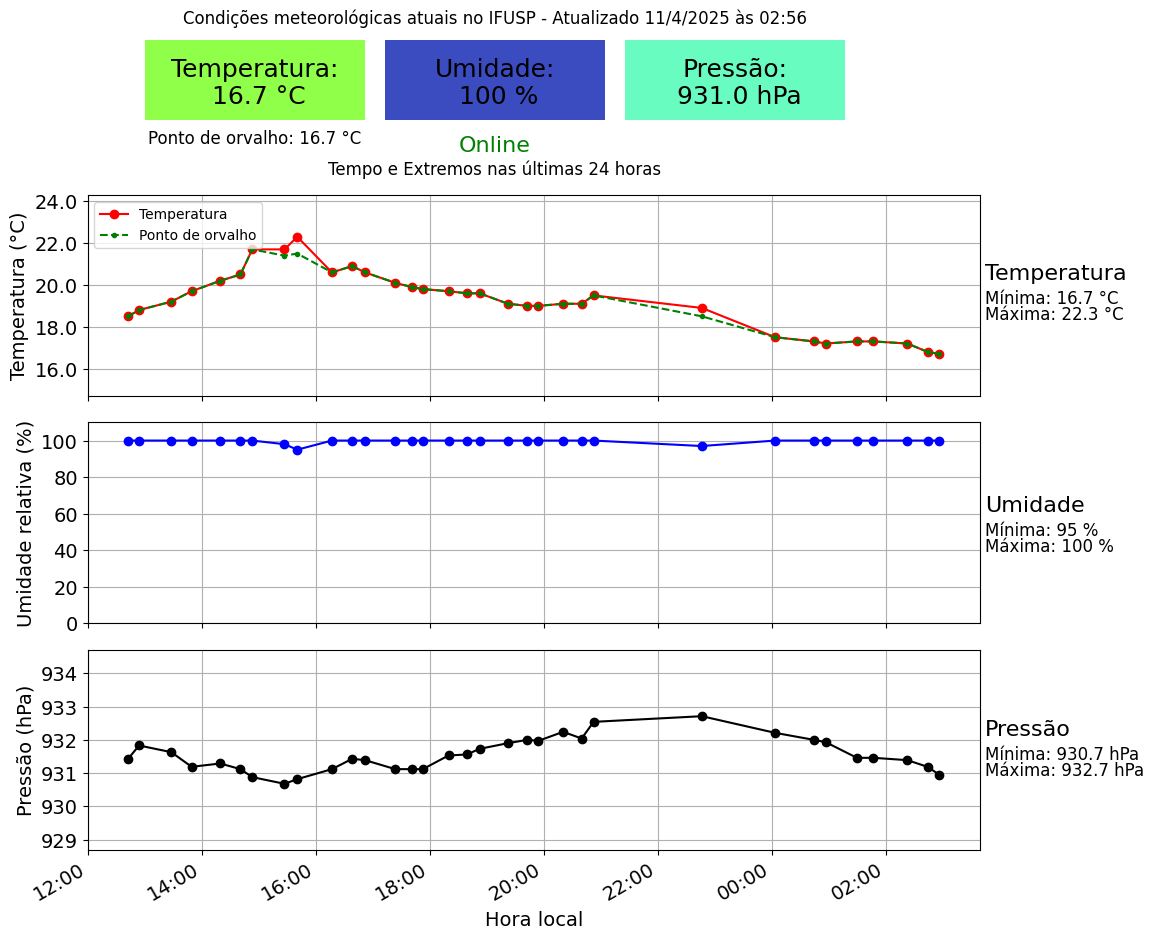 Condições meteorológicas atuais no IFUSP - Atualizado 11/4/2025 às 02:56
Temperatura:
16.7 °C
Umidade:
100 %
Pressão:
931.0 hPa
Ponto de orvalho: 16.7 °C
Online
Tempo e Extremos nas últimas 24 horas
Temperatura (°C)
24.0
22.0
20.0
18.0
16.0
Temperatura
Ponto de orvalho
Temperatura
Mínima: 16.7 °C
Máxima: 22.3 °C
Umidade relativa (%)
100
80
60
40
20
0
Umidade
Mínima: 95 %
Máxima: 100 %
Pressão (hPa)
934
933
932
931
930
929
Pressão
Mínima: 930.7 hPa
Máxima: 932.7 hPa
12:00
14:00
16:00
18:00
20:00
22:00
00:00
02:00
Hora local